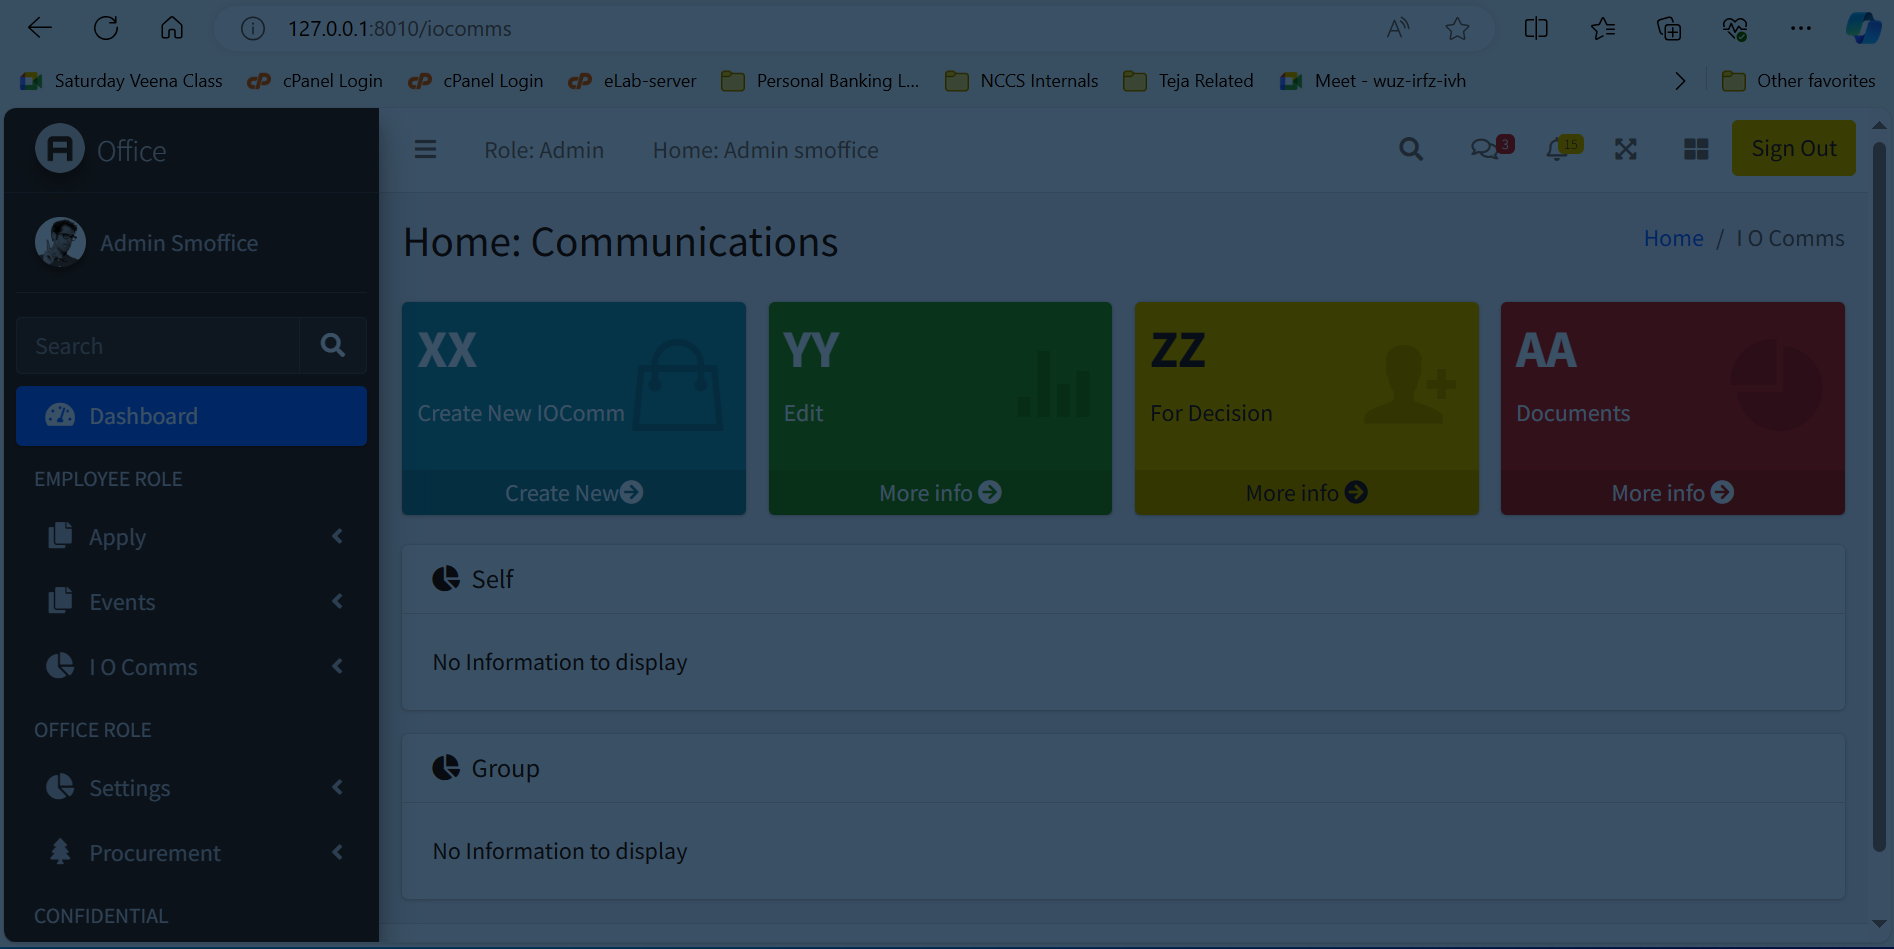 127.0.0.1:8010/iocomms
Saturday Veena Class
cPanel Login
cPanel Login
eLab-server
Personal Banking L...
NCCS Internals
Teja Related
Meet - wuz-irfz-ivh
Other favorites
A Office
Role: Admin
Home: Admin smoffice
3
15
Sign Out
Admin Smoffice
Home: Communications
Home / I O Comms
Search
Dashboard
EMPLOYEE ROLE
Apply
Events
I O Comms
OFFICE ROLE
Settings
Procurement
CONFIDENTIAL
XX
Create New IOComm
Create New
YY
Edit
More info
ZZ
For Decision
More info
AA
Documents
More info
Self
No Information to display
Group
No Information to display